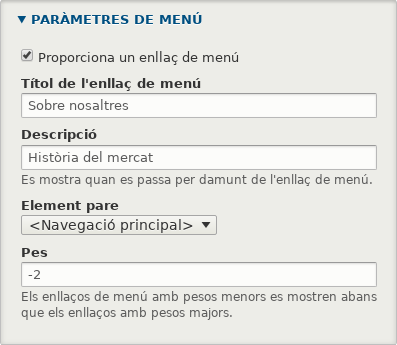 PARÀMETRES DE MENÚ
Proporciona un enllaç de menú
Títol de l'enllaç de menú
Sobre nosaltres
Descripció
Història del mercat
Es mostra quan es passa per damunt de l'enllaç de menú.
Element pare
<Navegació principal>
Pes
-2
Els enllaços de menú amb pesos menors es mostren abans
que els enllaços amb pesos majors.